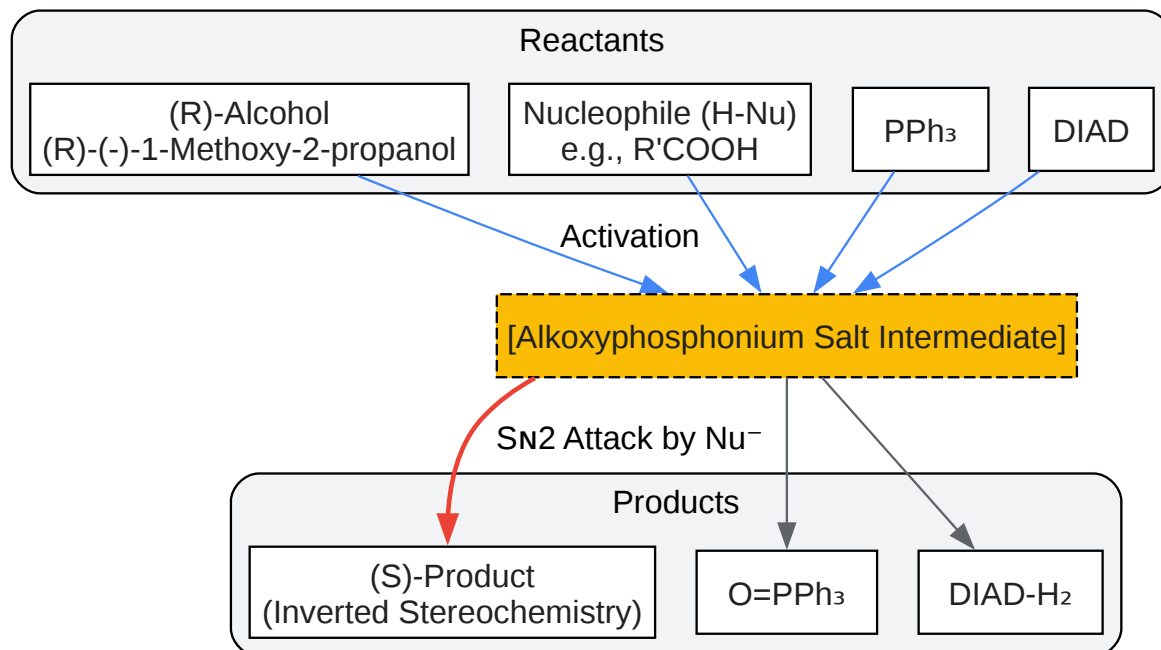 Reactants
(R)-Alcohol
(R)-(-)-1-Methoxy-2-propanol
Nucleophile (H-Nu)
e.g., R'COOH
PPh₃
DIAD
Activation
[Alkoxyphosphonium Salt Intermediate]
Sɴ2 Attack by Nu⁻
Products
(S)-Product
(Inverted Stereochemistry)
O=PPh₃
DIAD-H₂